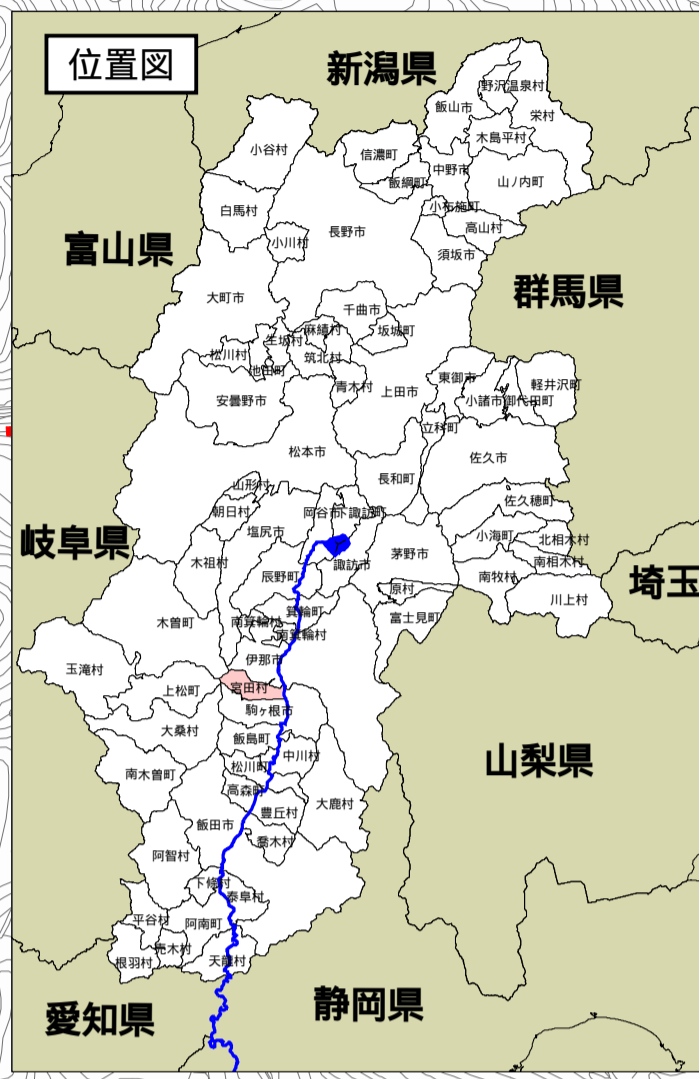 位置図
新潟県
野沢温泉村
飯山市
栄村
木島平村
小谷村
信濃町
中野市
飯綱町
山ノ内町
白馬村
小布施町
高山村
長野市
小川村
須坂市
富山県
群馬県
大町市
千曲市
麻績村
坂城町
生坂村
松川村
筑北村
池田町
東御市
軽井沢町
青木村
上田市
安曇野市
小諸市
御代田町
立科町
松本市
佐久市
長和町
山形村
佐久穂町
朝日村
岡谷市
下諏訪町
塩尻市
小海町
北相木村
岐阜県
茅野市
木祖村
諏訪市
南相木村
辰野町
南牧村
埼玉
原村
川上村
箕輪町
富士見町
南箕輪村
木曽町
南箕輪村
伊那市
玉滝村
宮田村
上松町
駒ヶ根市
大桑村
飯島町
中川村
山梨県
松川町
南木曽町
高森町
大鹿村
豊丘村
飯田市
喬木村
阿智村
下條村
泰阜村
平谷村
阿南町
売木村
根羽村
天龍村
静岡県
愛知県